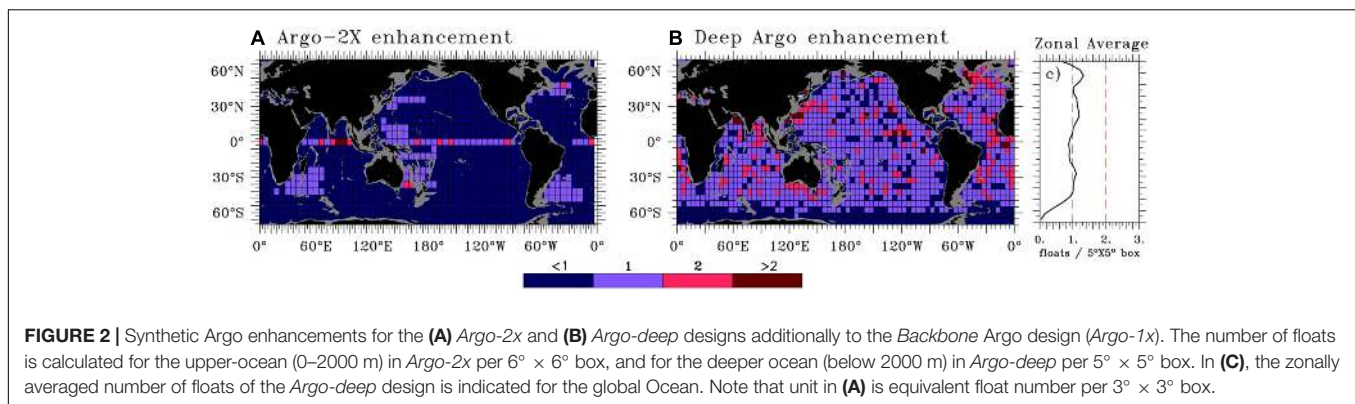 A Argo-2X enhancement
B Deep Argo enhancement
Zonal Average
c)
60°N
30°N
0°
30°S
60°S
0° 60°E 120°E 180° 120°W 60°W 0°
60°N
30°N
0°
30°S
60°S
0° 60°E 120°E 180° 120°W 60°W 0°
0. 1. 2. 3.
floats / 5°X5° box
<1 1 2 >2
FIGURE 2 | Synthetic Argo enhancements for the (A) Argo-2x and (B) Argo-deep designs additionally to the Backbone Argo design (Argo-1x). The number of floats
is calculated for the upper-ocean (0–2000 m) in Argo-2x per 6° × 6° box, and for the deeper ocean (below 2000 m) in Argo-deep per 5° × 5° box. In (C), the zonally
averaged number of floats of the Argo-deep design is indicated for the global Ocean. Note that unit in (A) is equivalent float number per 3° × 3° box.